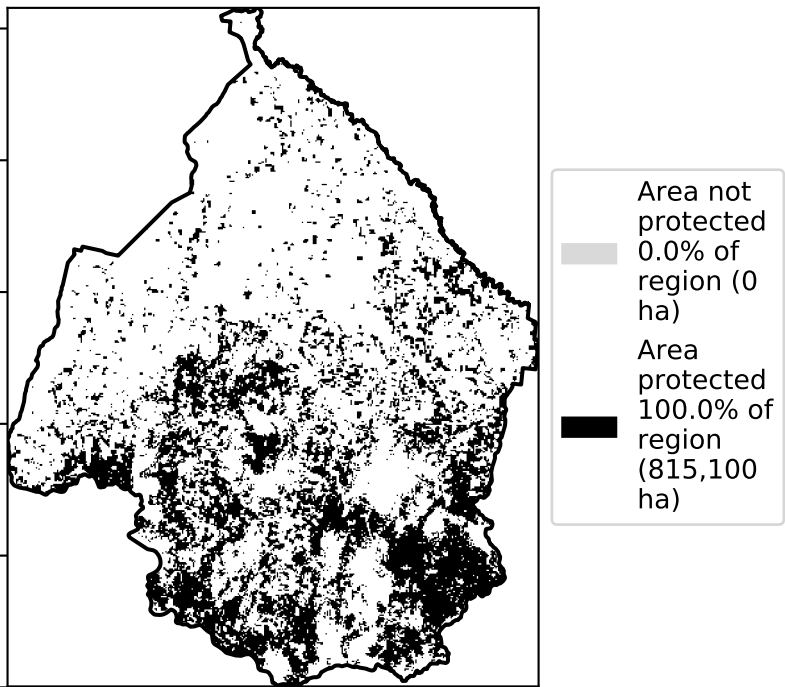 Area not
protected
0.0% of
region (0
ha)
Area
protected
100.0% of
region
(815,100
ha)